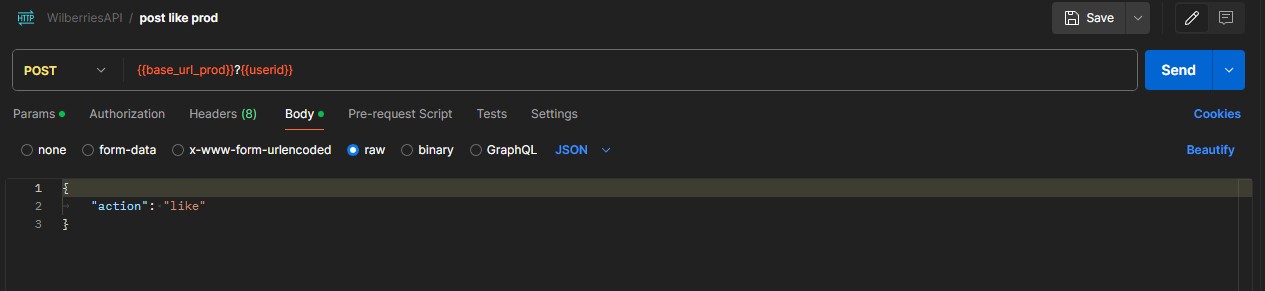 HTTP WilberriesAPI / post like prod Save
POST {{base_url_prod}}?{{userid}} Send
Params Authorization Headers (8) Body Pre-request Script Tests Settings Cookies
none form-data x-www-form-urlencoded raw binary GraphQL JSON Beautify
1 {
2 "action": "like"
3 }